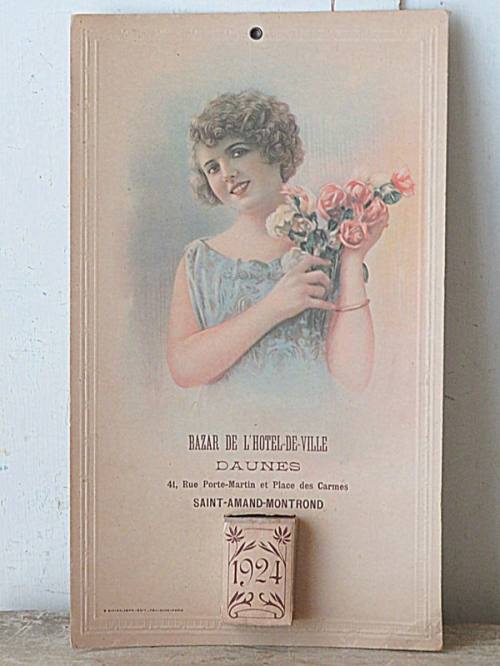 BAZAR DE L'HOTEL-DE-VILLE
DAUNES
41, Rue Porte-Martin et Place des Carmes
SAINT-AMAND-MONTROND
1924